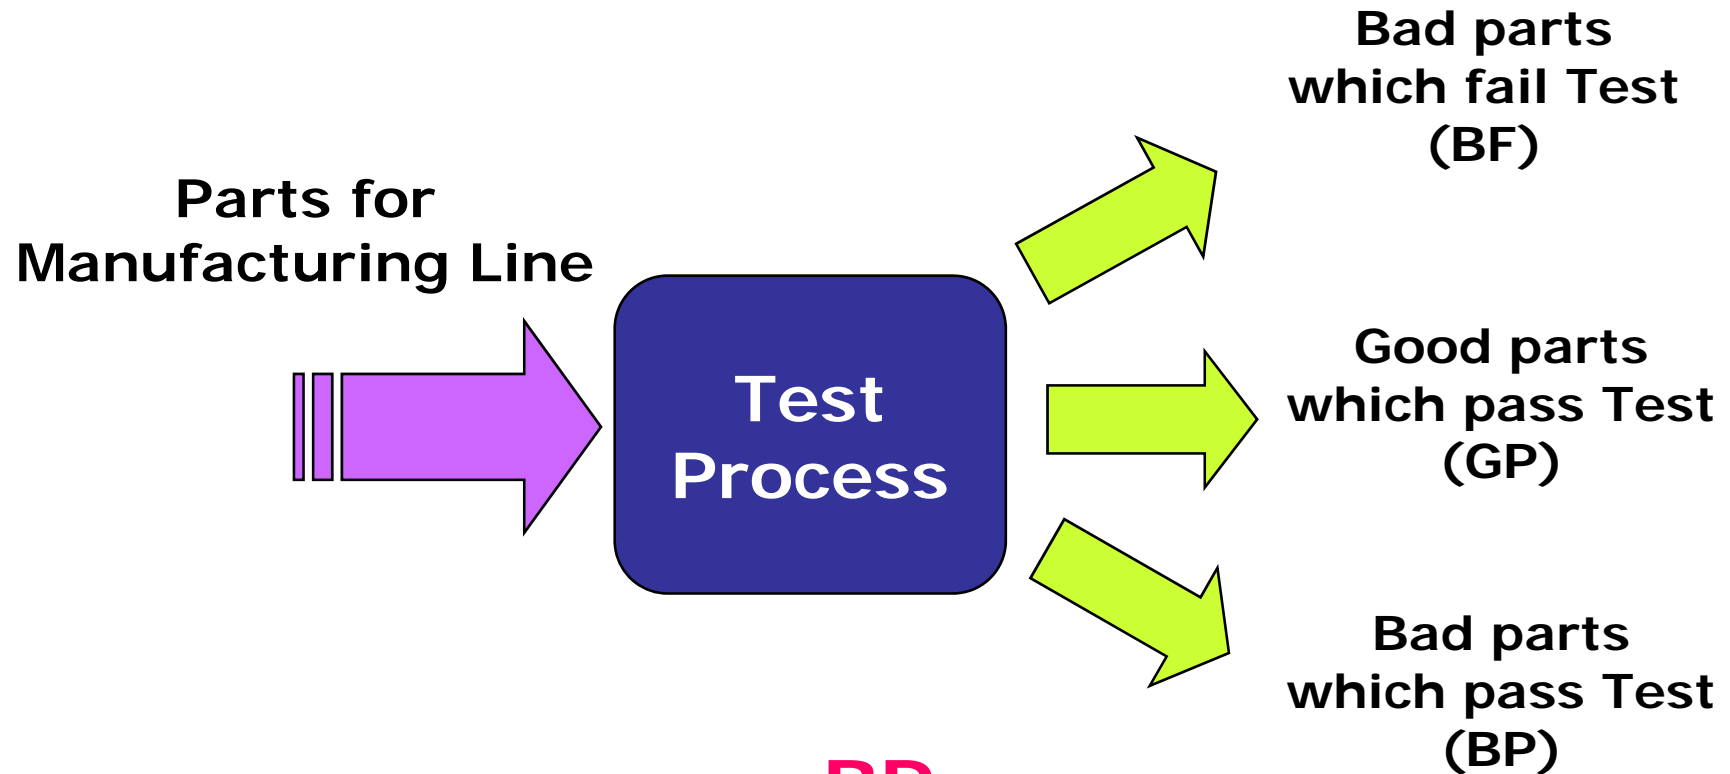 Bad parts
which fail Test
(BF)
Parts for
Manufacturing Line
Test
Process
Good parts
which pass Test
(GP)
Bad parts
which pass Test
(BP)